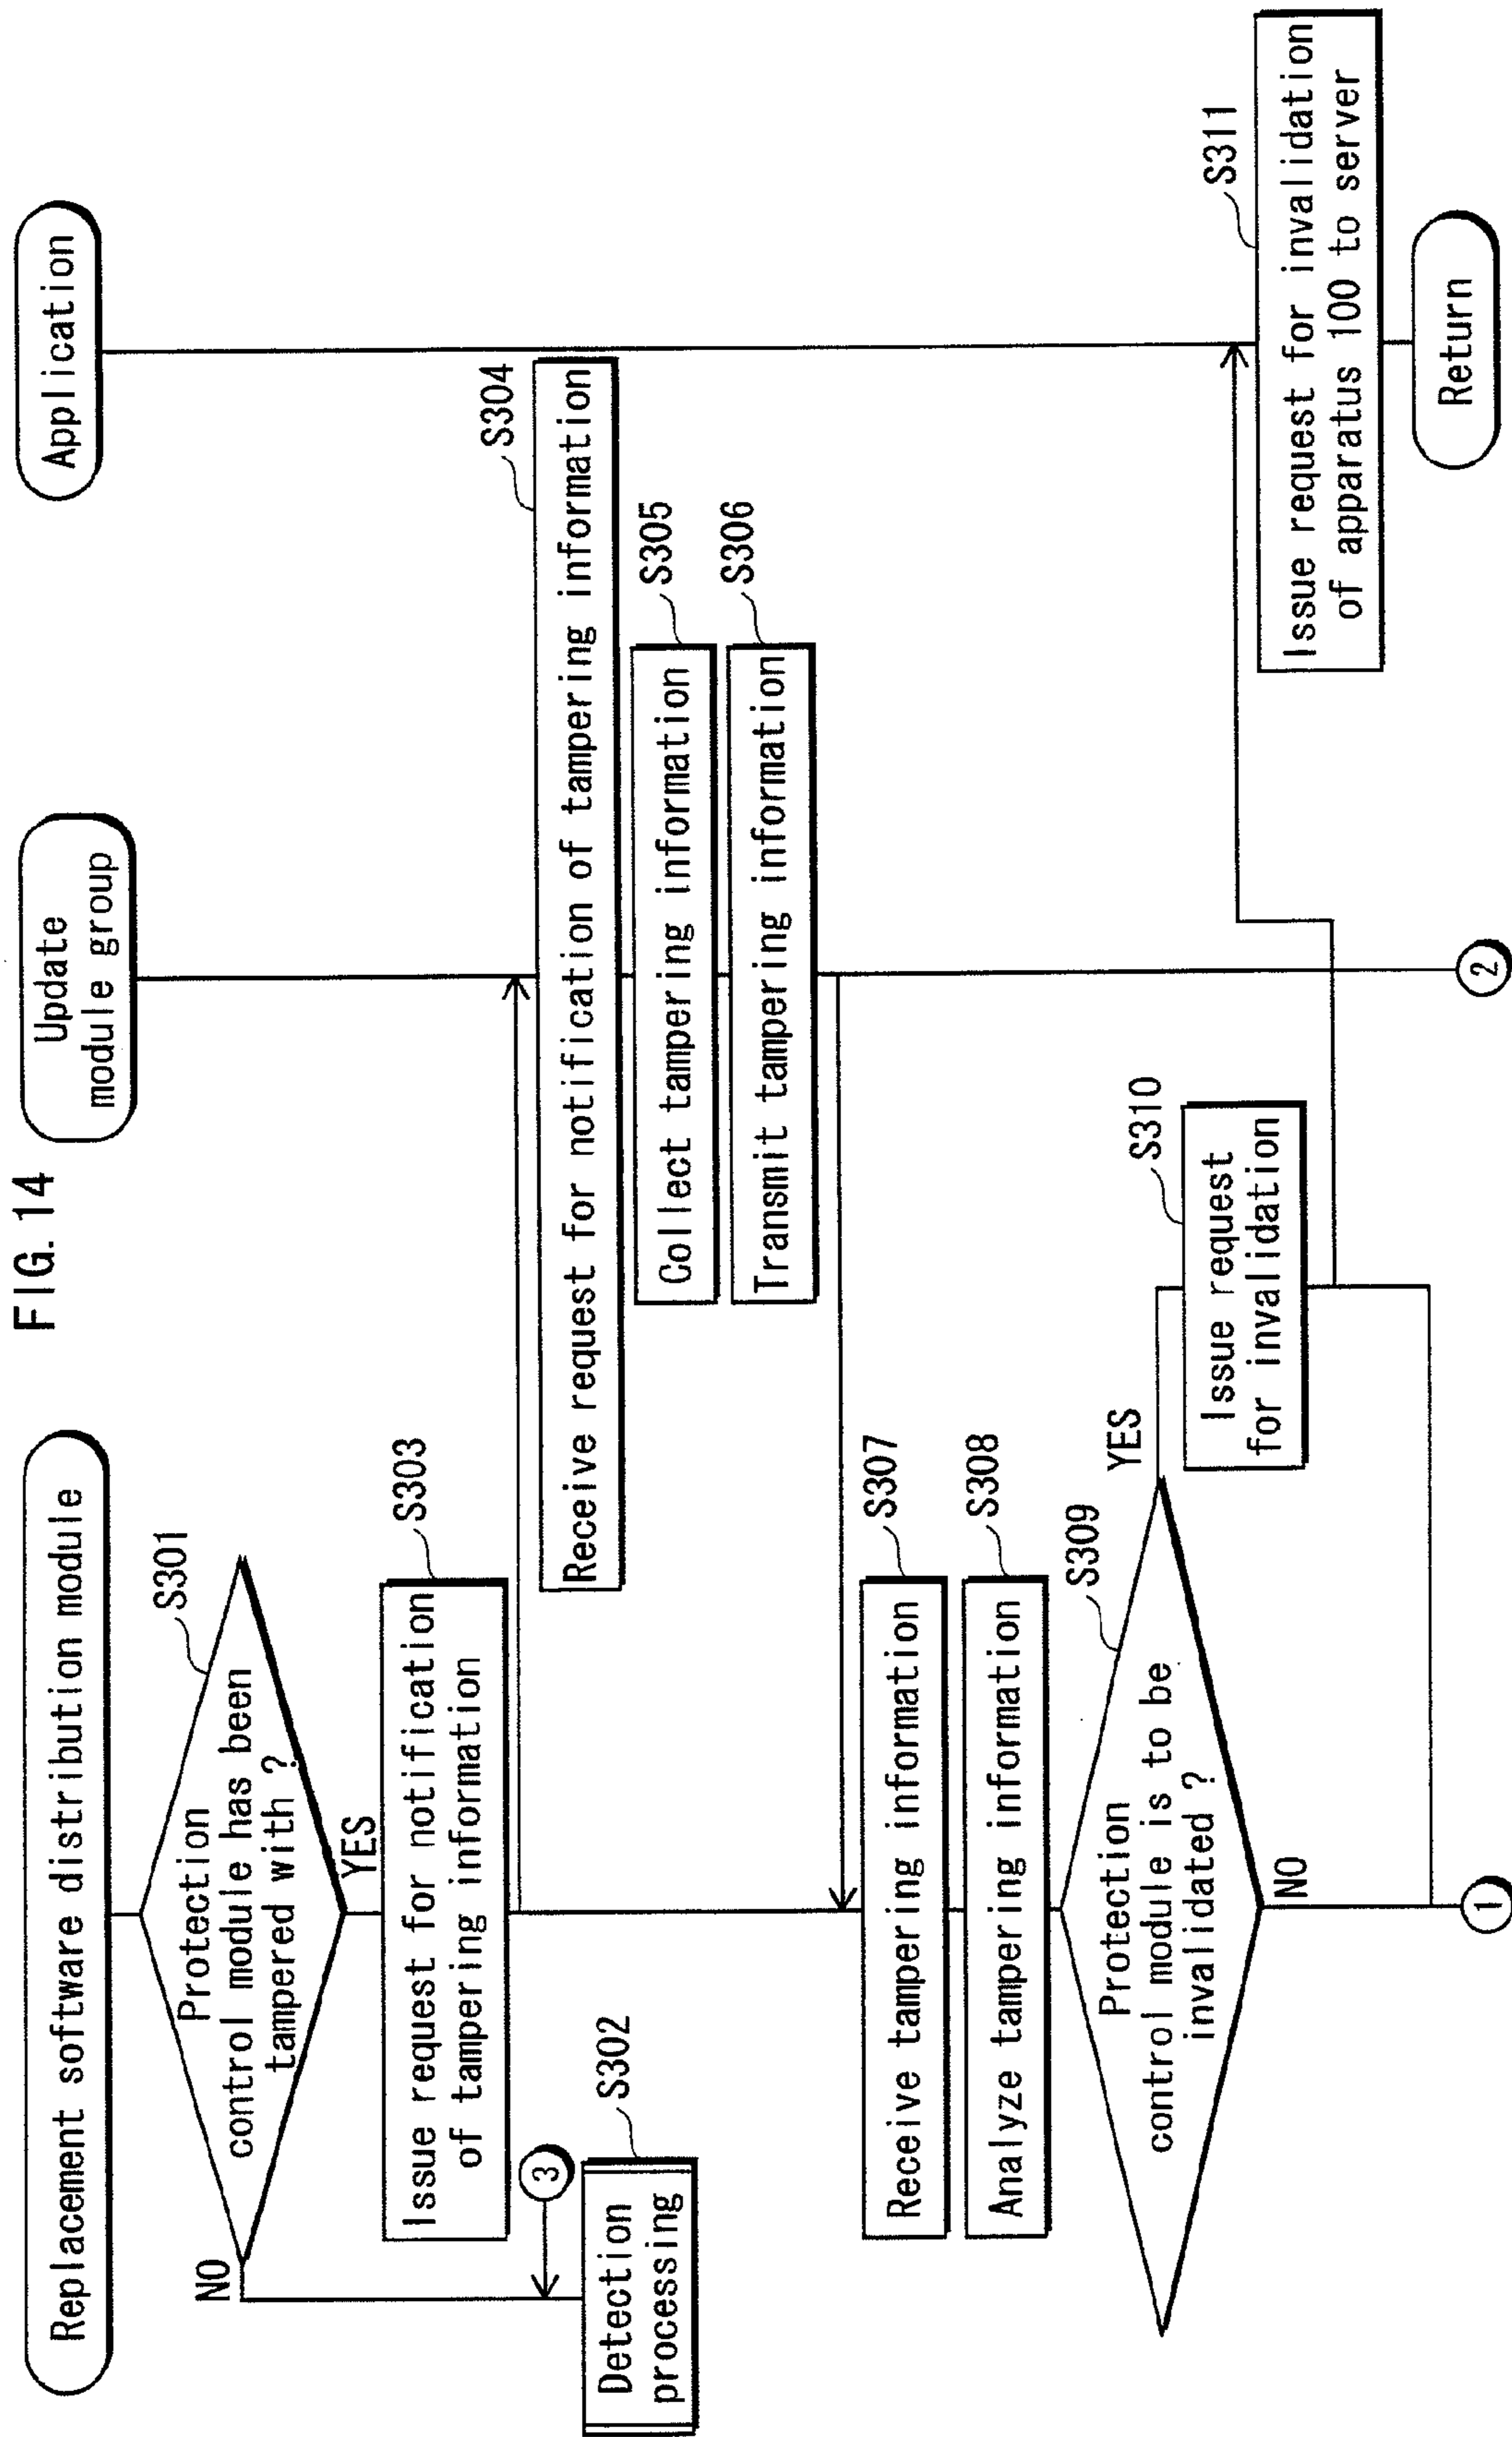 FIG. 14
Replacement software distribution module
Update
module group
Application
S301
Protection
control module has been
tampered with ?
NO
YES
S303
Issue request for notification
of tampering information
3
S302
Detection
processing
S304
Receive request for notification of tampering information
S305
Collect tampering information
S306
Transmit tampering information
S307
Receive tampering information
S308
Analyze tampering information
S309
Protection
control module is to be
invalidated ?
YES
NO
S310
Issue request
for invalidation
S311
Issue request for invalidation
of apparatus 100 to server
Return
1
2